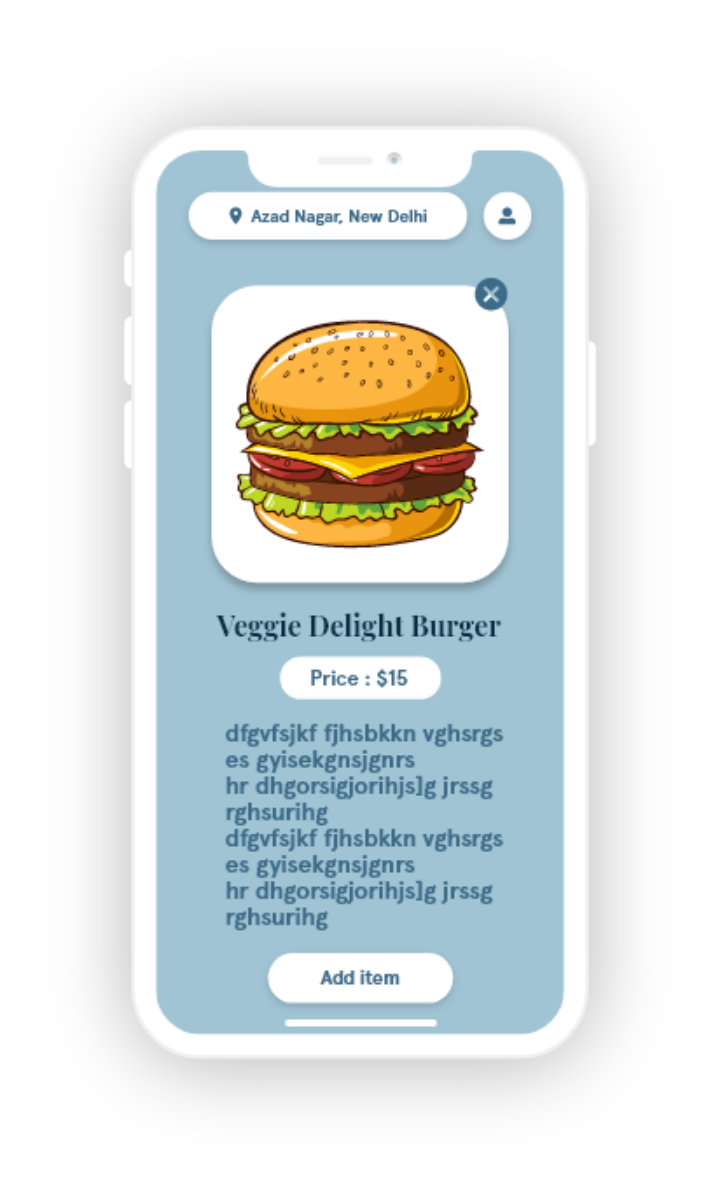 Azad Nagar, New Delhi
Veggie Delight Burger
Price : $15
dfgvfsjkf fjhsbkkn vghsrgs
es gyisekgnsjgnrs
hr dhgorsigjorihjs]g jrssg
rghsurihg
dfgvfsjkf fjhsbkkn vghsrgs
es gyisekgnsjgnrs
hr dhgorsigjorihjs]g jrssg
rghsurihg
Add item